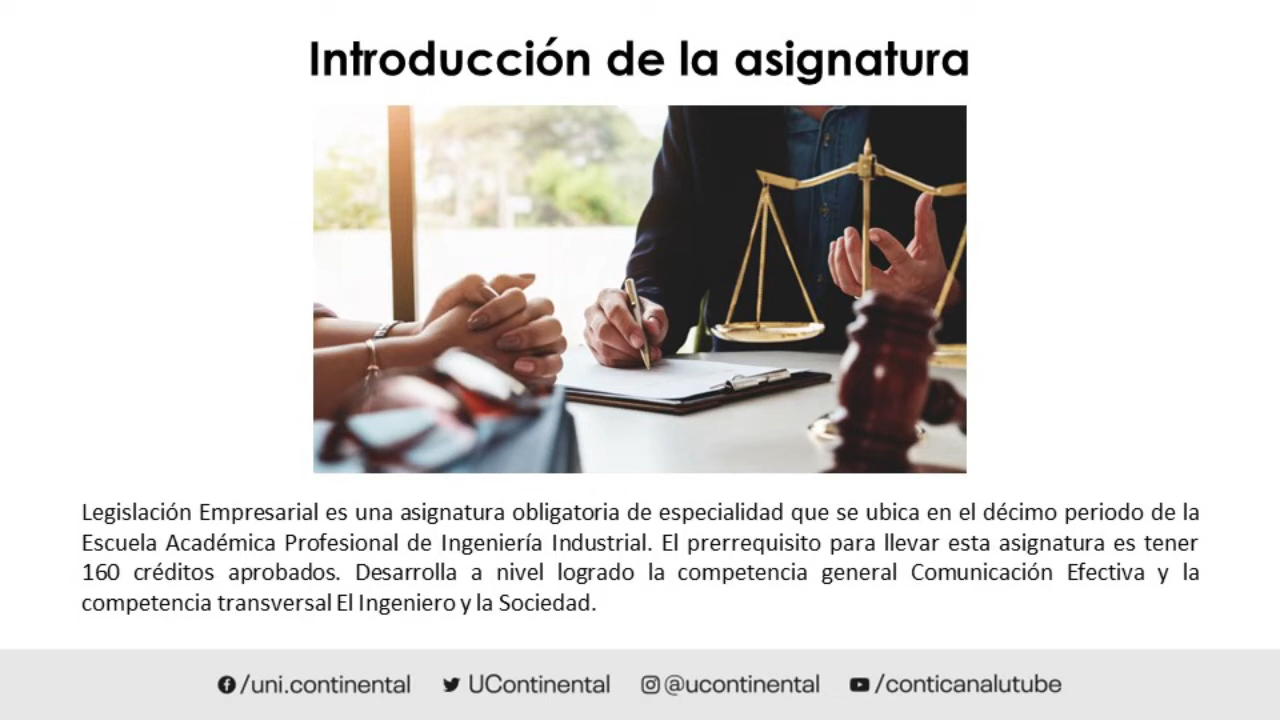 Introducción de la asignatura
Legislación Empresarial es una asignatura obligatoria de especialidad que se ubica en el décimo periodo de la
Escuela Académica Profesional de Ingeniería Industrial. El prerrequisito para llevar esta asignatura es tener
160 créditos aprobados. Desarrolla a nivel logrado la competencia general Comunicación Efectiva y la
competencia transversal El Ingeniero y la Sociedad.
/uni.continental UContinental @ucontinental /conticanalutube